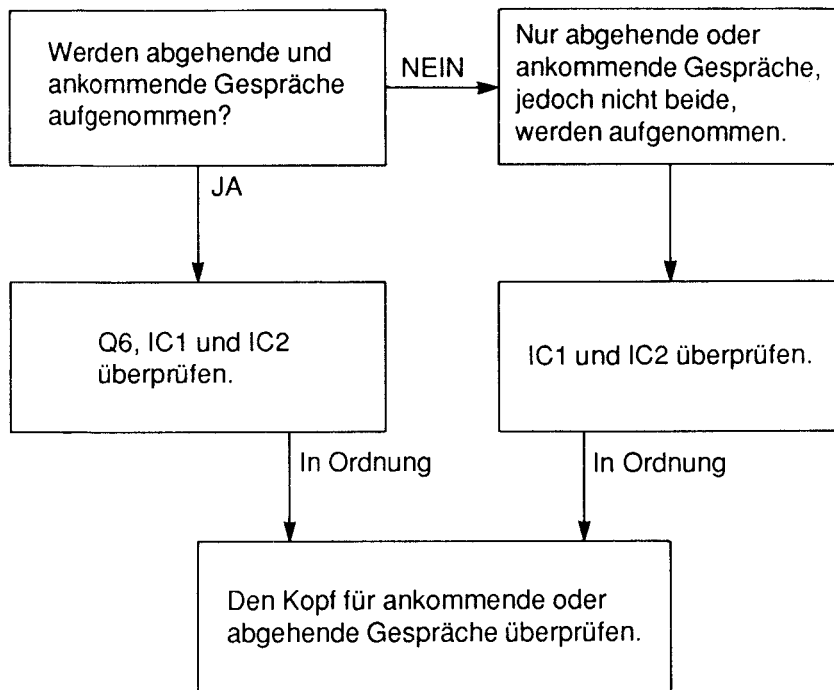 Werden abgehende und
ankommende Gespräche
aufgenommen?
NEIN
Nur abgehende oder
ankommende Gespräche,
jedoch nicht beide,
werden aufgenommen.
JA
Q6, IC1 und IC2
überprüfen.
IC1 und IC2 überprüfen.
In Ordnung
In Ordnung
Den Kopf für ankommende oder
abgehende Gespräche überprüfen.